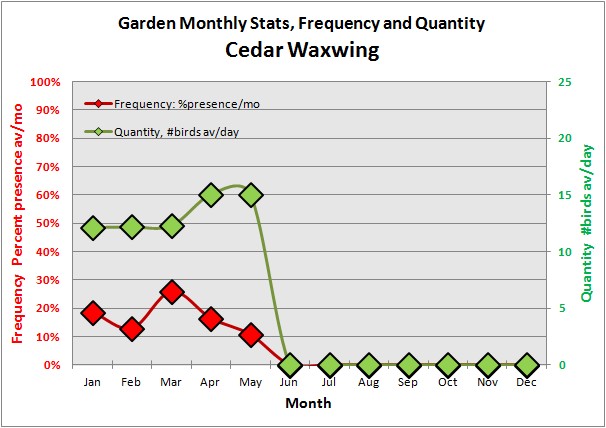 Garden Monthly Stats, Frequency and Quantity
Cedar Waxwing
Frequency Percent presence av/mo
100%
90%
80%
70%
60%
50%
40%
30%
20%
10%
0%
Frequency: %presence/mo
Quantity, #birds av/day
25
20
15
10
5
0
Quantity #birds av/day
Jan Feb Mar Apr May Jun Jul Aug Sep Oct Nov Dec
Month